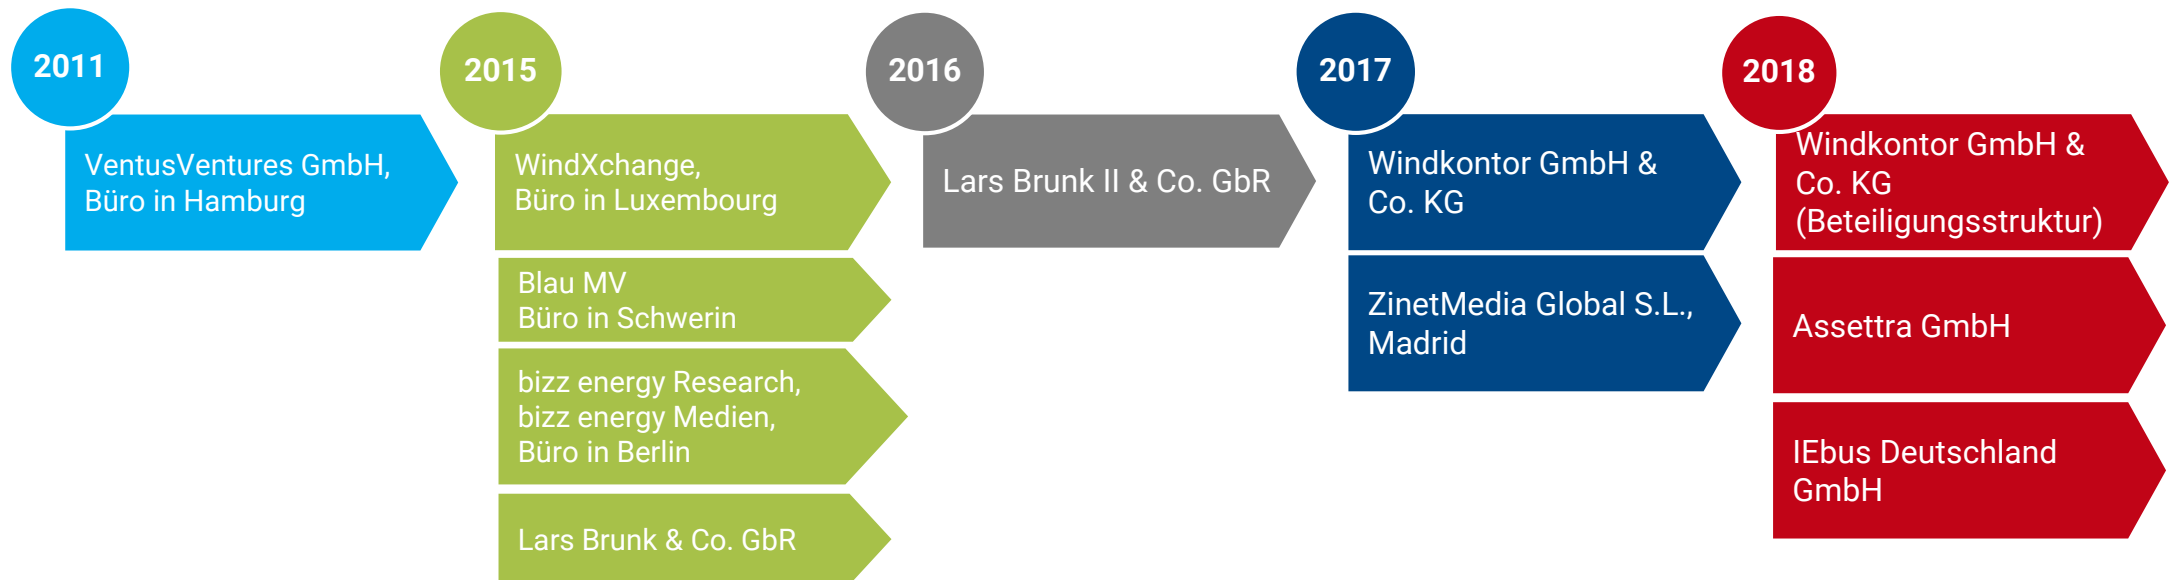 2011
VentusVentures GmbH,
Büro in Hamburg
2015
WindXchange,
Büro in Luxembourg
Blau MV
Büro in Schwerin
bizz energy Research,
bizz energy Medien,
Büro in Berlin
Lars Brunk & Co. GbR
2016
Lars Brunk II & Co. GbR
2017
Windkontor GmbH &
Co. KG
ZinetMedia Global S.L.,
Madrid
2018
Windkontor GmbH &
Co. KG
(Beteiligungsstruktur)
Assettra GmbH
IEbus Deutschland
GmbH